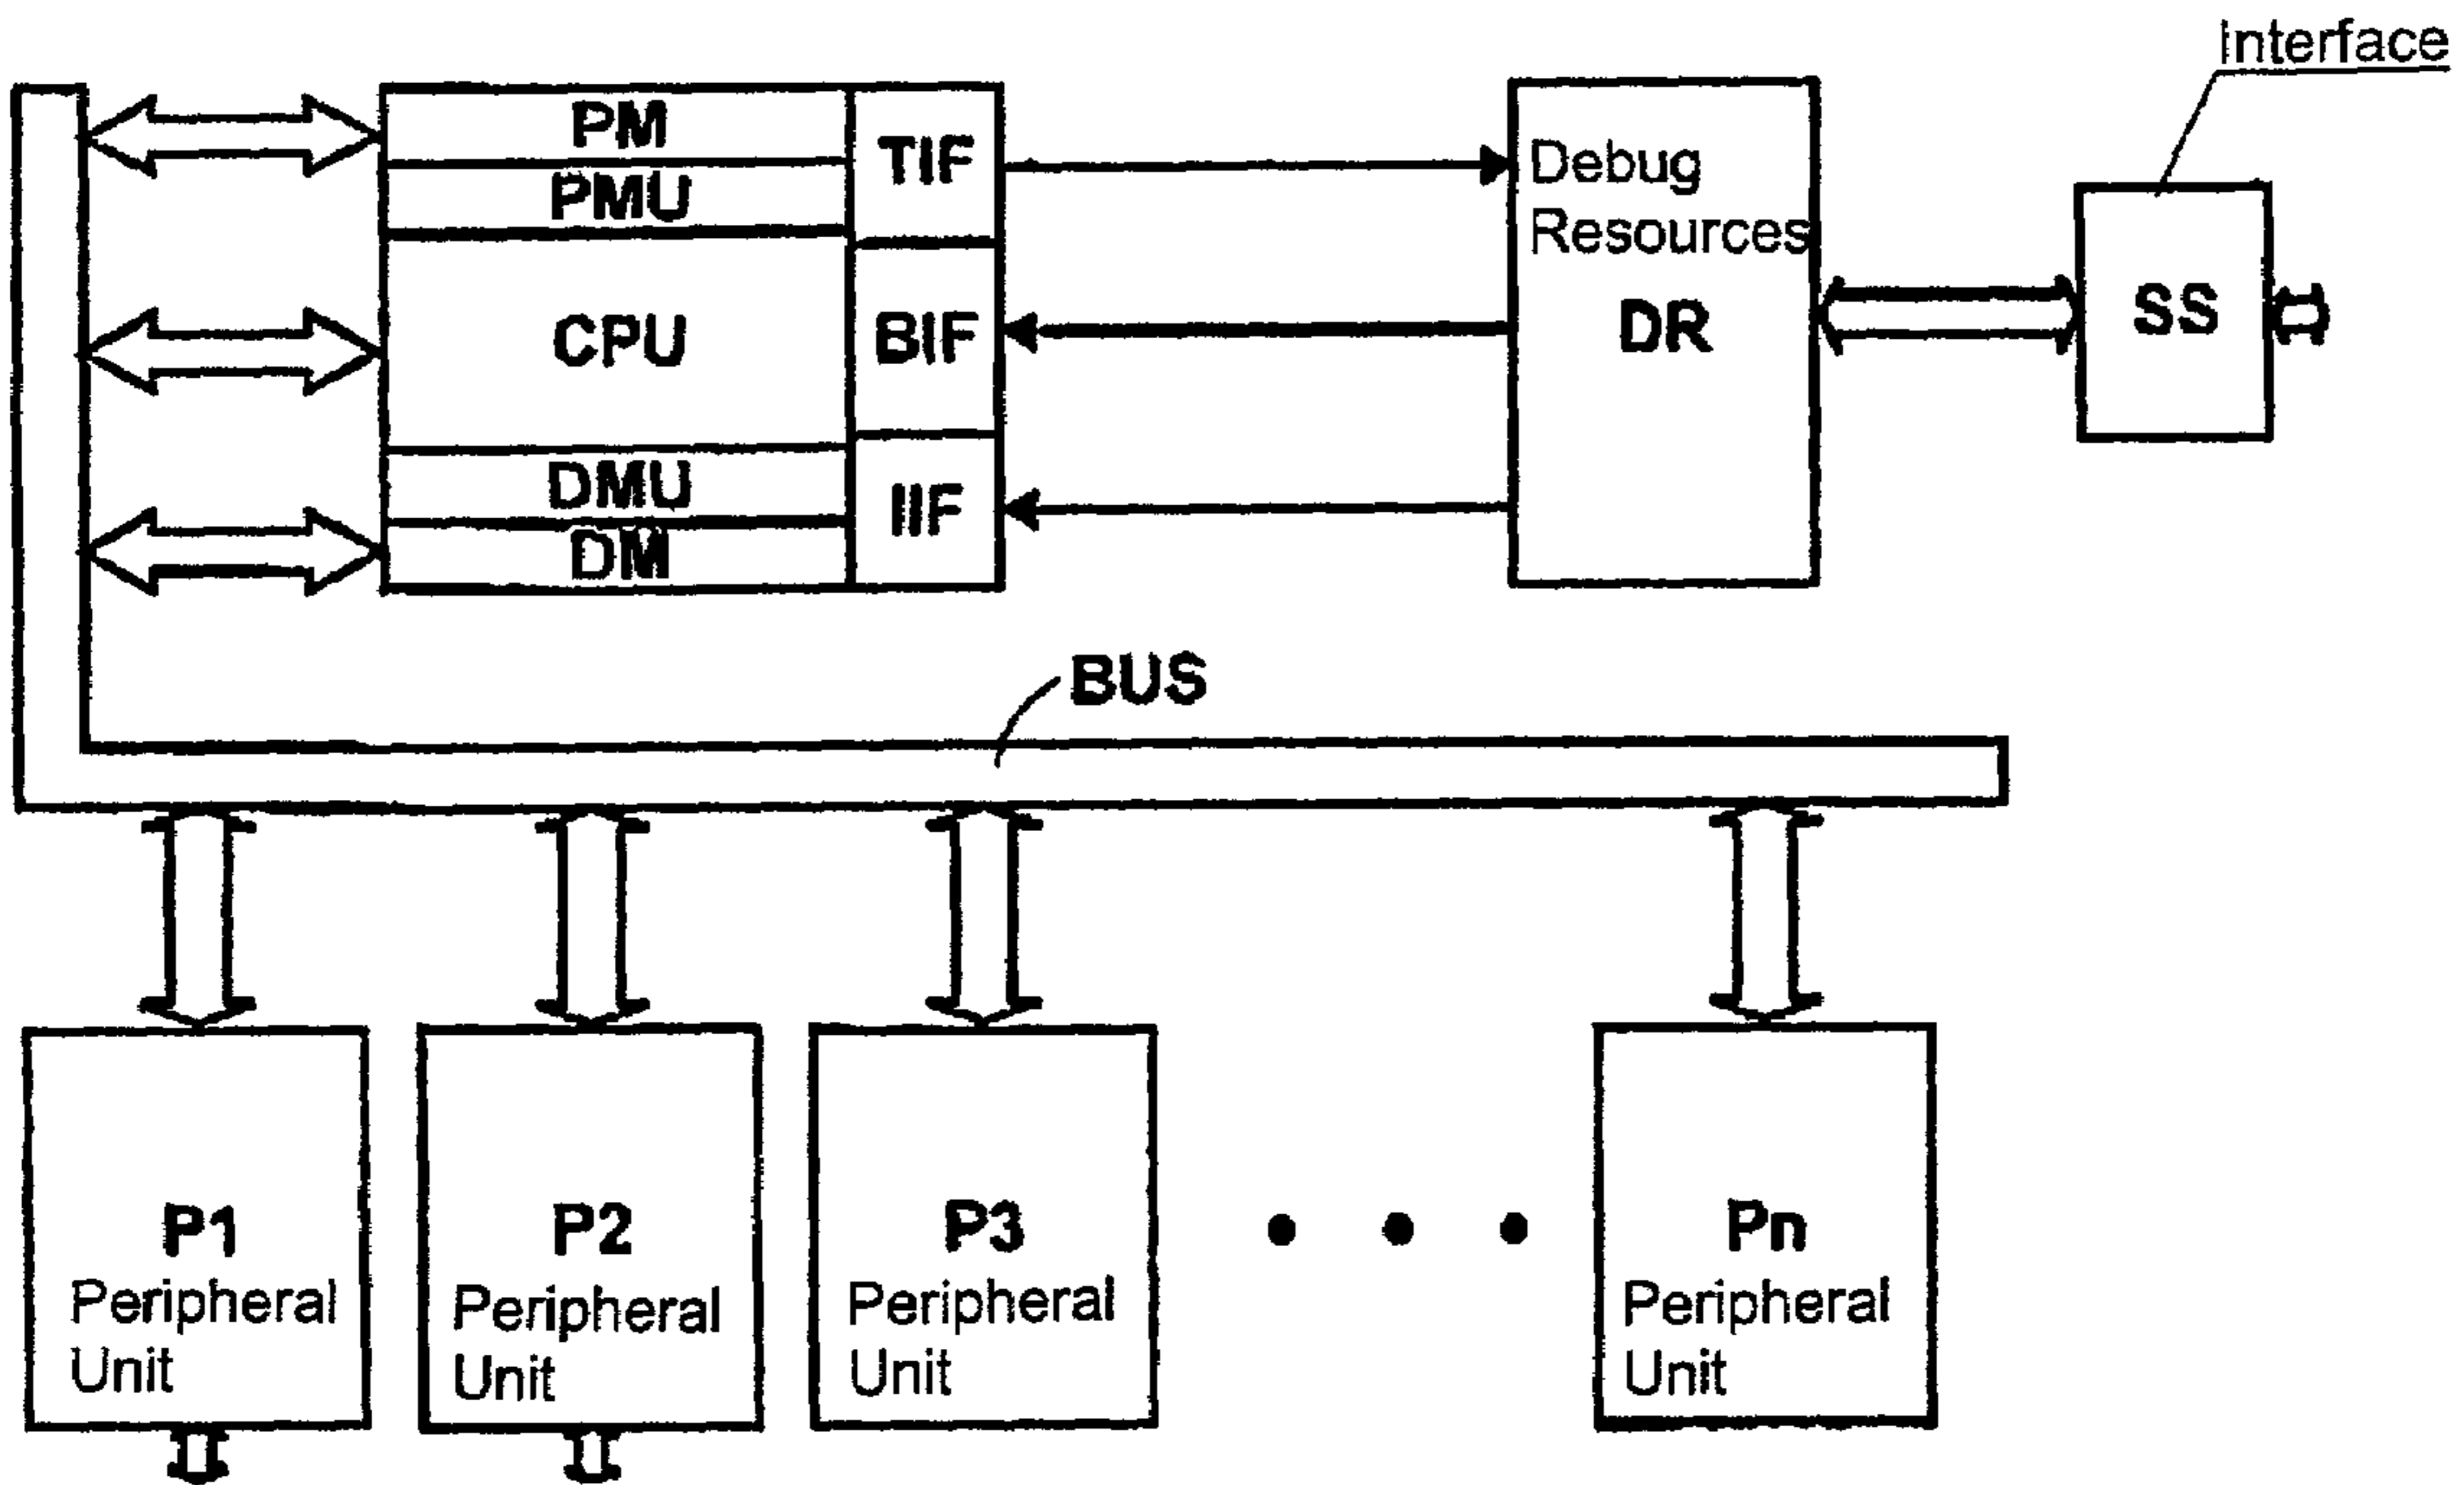 Interface
PM
PMU
CPU
DMU
DM
TIF
BIF
IIF
Debug
Resources
DR
SS
BUS
P1
Peripheral
Unit
P2
Peripheral
Unit
P3
Peripheral
Unit
Pn
Peripheral
Unit